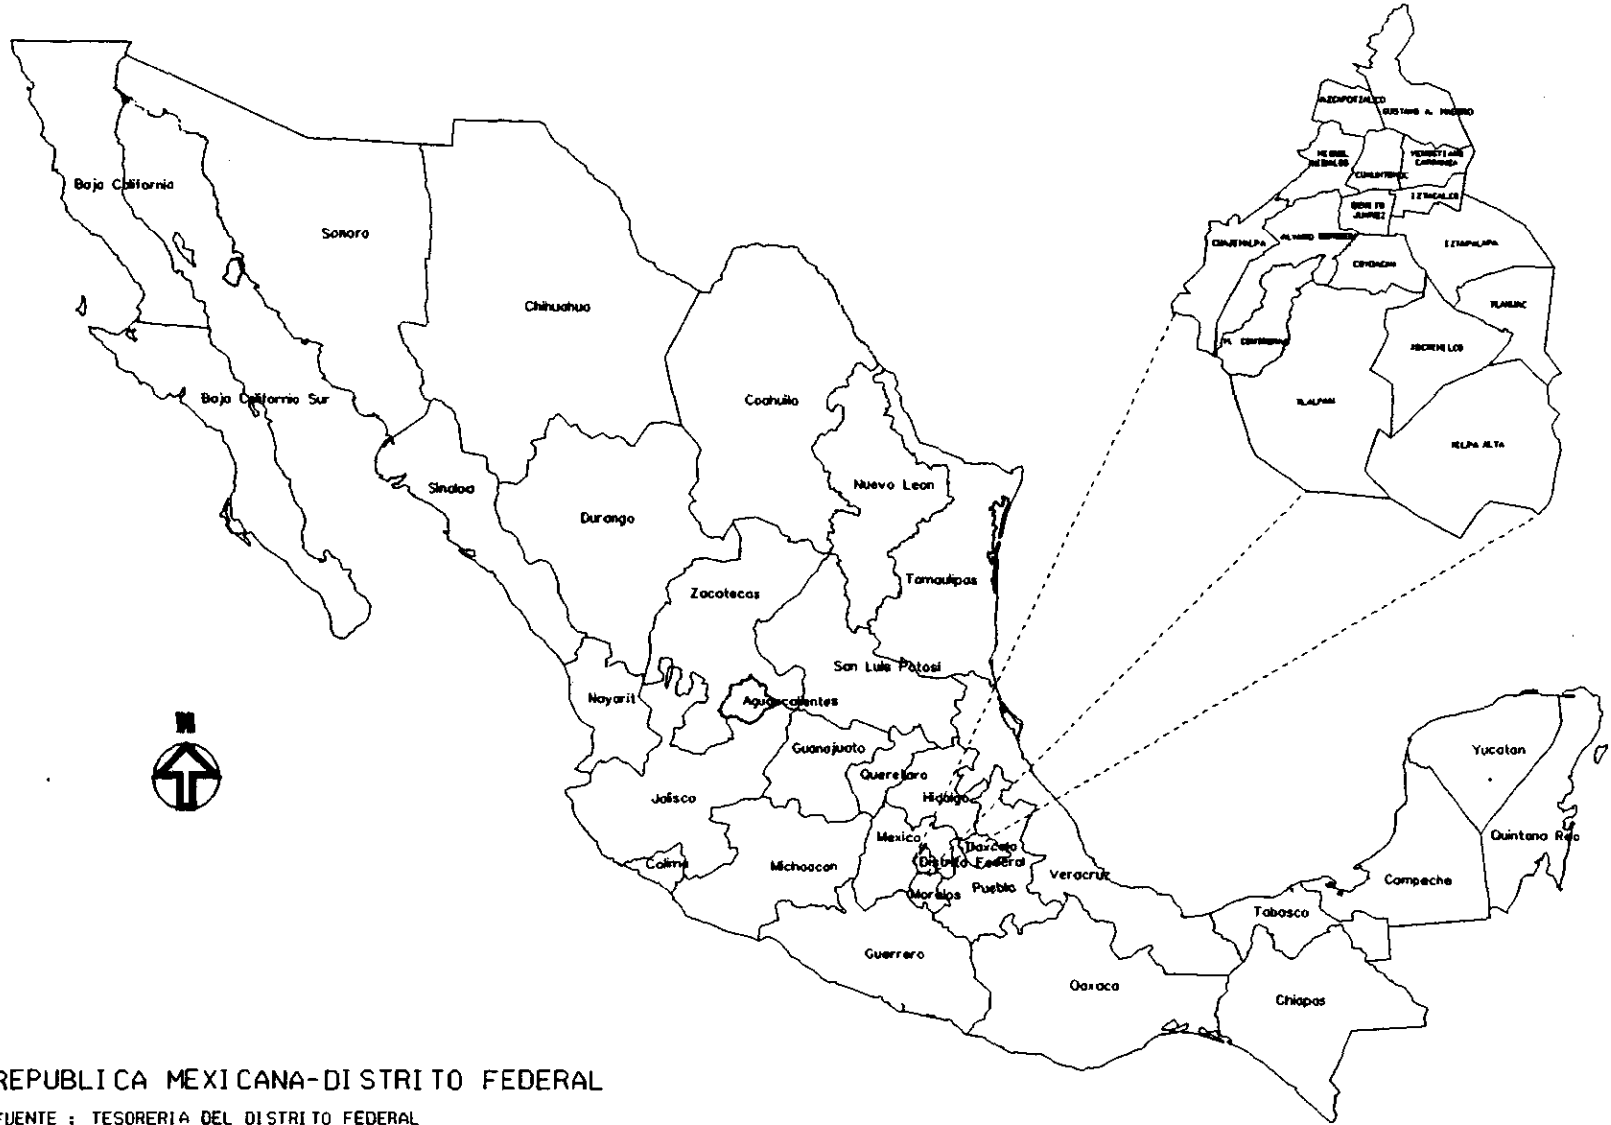 AZCAPOTZALCO
GUSTAVO A. MADERO
MIGUEL
HIDALGO
VENUSTIANO
CARRANZA
CUAUHTEMOC
IZTACALCO
BENITO
JUAREZ
CUAJIMALPA
ALVARO OBREGON
IZTAPALAPA
COYOACAN
TLAHUAC
M. CONTRERAS
XOCHIMILCO
TLALPAN
MILPA ALTA
Baja California
Sonora
Chihuahua
Coahuila
Baja California Sur
Sinaloa
Nuevo Leon
Durango
Tamaulipas
Zacatecas
San Luis Potosi
Nayarit
Aguascalientes
N
Guanajuato
Queretaro
Yucatan
Jalisco
Hidalgo
Mexico
Tlaxcala
Quintana Roo
Colima
Michoacan
Distrito Federal
Veracruz
Campeche
Morelos
Puebla
Tabasco
Guerrero
Oaxaca
Chiapas
REPUBLICA MEXICANA-DISTRITO FEDERAL
FUENTE : TESORERIA DEL DISTRITO FEDERAL